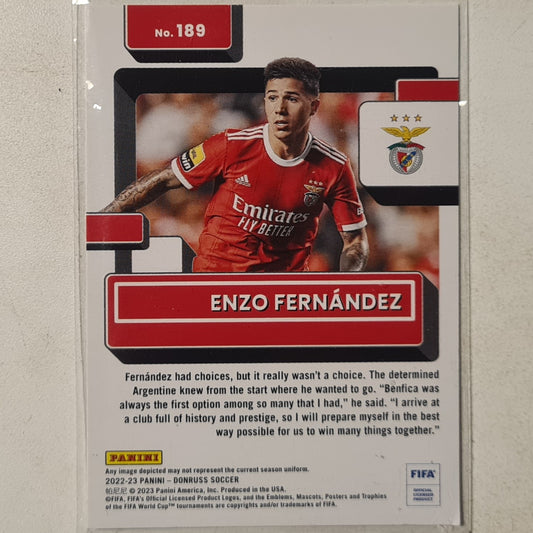 No. 189
Emirates
FLY BETTER
ENZO FERNÁNDEZ
Fernández had choices, but it really wasn't a choice. The determined
Argentine knew from the start where he wanted to go. “Benfica was
always the first option among so many that I had,” he said. “I arrive at
a club full of history and prestige, so I will prepare myself in the best
way possible for us to win many things together.”
PANINI
Any image depicted may not represent the current season uniform.
2022-23 PANINI – DONRUSS SOCCER
帕尼尼 © 2023 Panini America, Inc. Produced in the USA.
©FIFA, FIFA's Official Licensed Product Logos, and the Emblems, Mascots, Posters and Trophies
of the FIFA World Cup™ tournaments are copyrights and/or trademarks of FIFA.
FIFA
OFFICIAL
LICENSED
PRODUCT